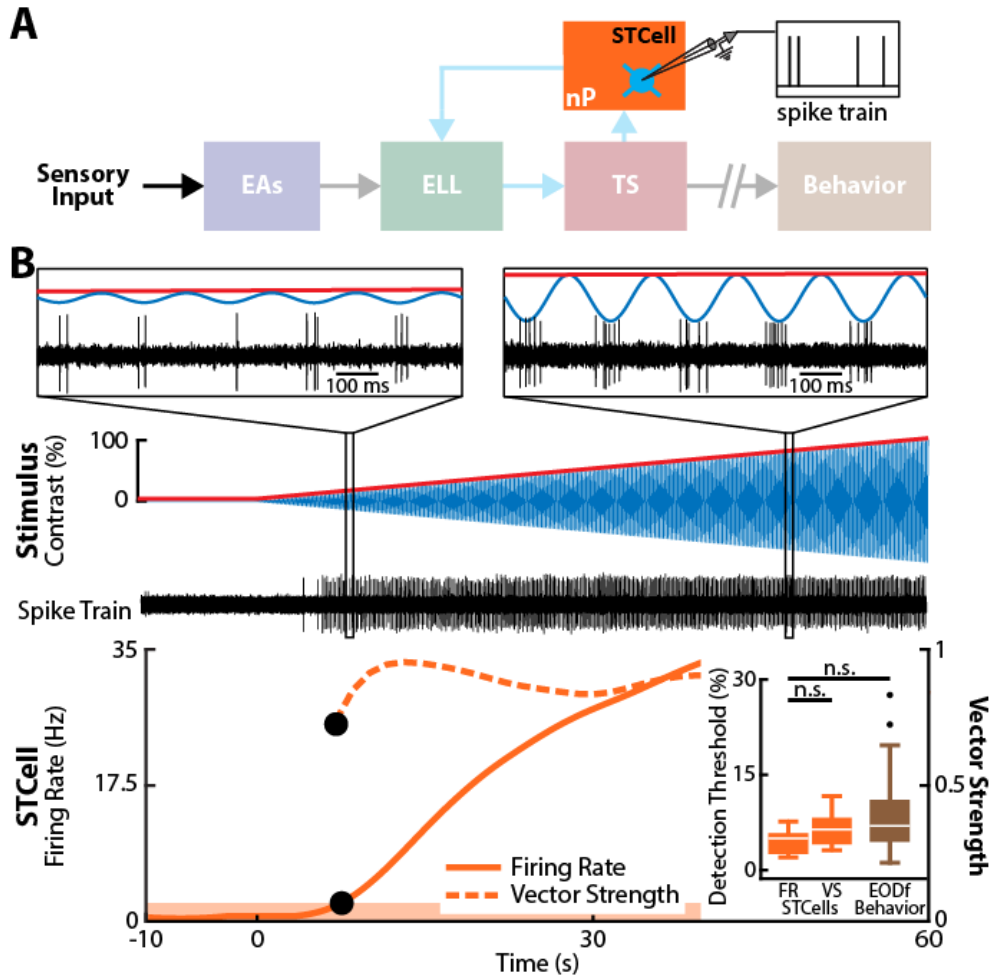 A
STCell
nP
spike train
Sensory
Input
EAs
ELL
TS
Behavior
B
100 ms
100 ms
Stimulus
Contrast (%)
100
0
Spike Train
STCell
Firing Rate (Hz)
35
17.5
0
Firing Rate
Vector Strength
n.s.
n.s.
Detection Threshold (%)
30
15
0
FR VS EODf
STCells Behavior
1
0.5
0
Vector Strength
-10 0 30 60
Time (s)